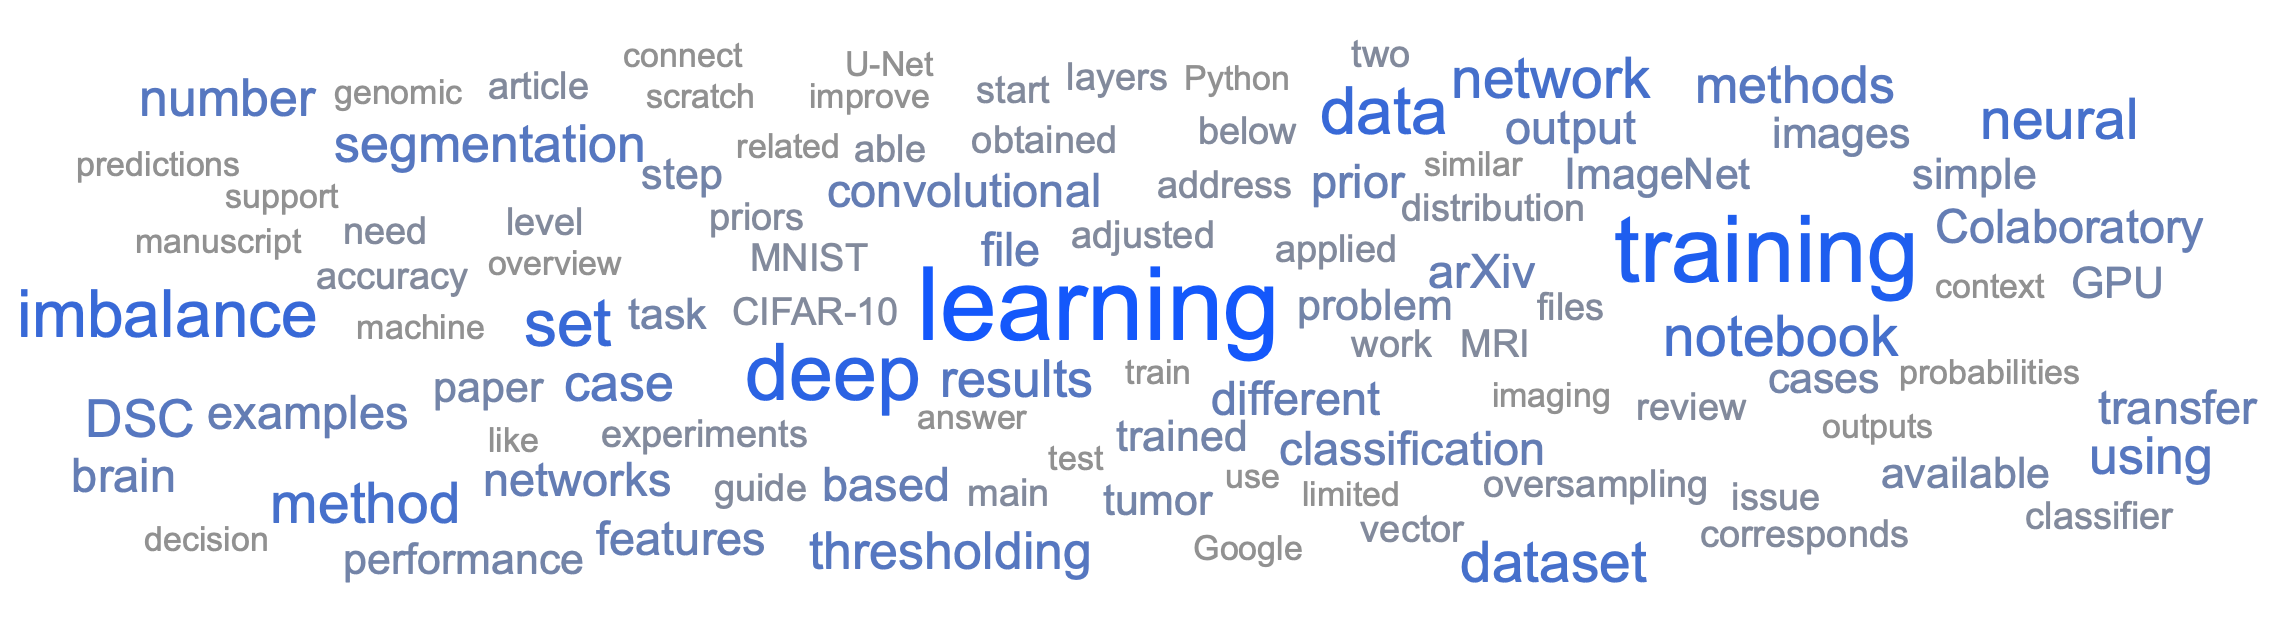 connect U-Net two
number genomic article scratch improve start layers Python data network methods neural
segmentation related able obtained below output images
predictions support step convolutional address prior similar ImageNet simple
manuscript need level priors file adjusted applied distribution training Colaboratory
accuracy overview MNIST learning arXiv context GPU
imbalance machine set task CIFAR-10 problem files notebook
deep results train work MRI cases probabilities
DSC examples paper case answer different imaging review outputs transfer
brain like experiments test trained classification available using
method networks guide based main tumor use limited oversampling issue classifier
decision performance features thresholding Google vector dataset corresponds